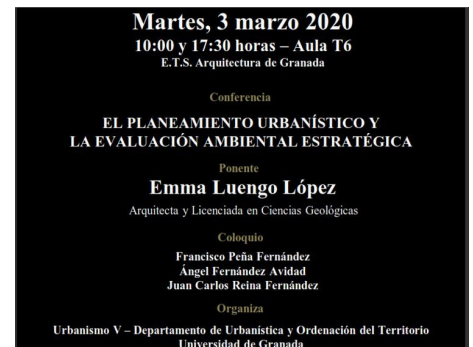 Martes, 3 marzo 2020
10:00 y 17:30 horas – Aula T6
E.T.S. Arquitectura de Granada
Conferencia
EL PLANEAMIENTO URBANÍSTICO Y
LA EVALUACIÓN AMBIENTAL ESTRATÉGICA
Ponente
Emma Luengo López
Arquitecta y Licenciada en Ciencias Geológicas
Coloquio
Francisco Peña Fernández
Ángel Fernández Avidad
Juan Carlos Reina Fernández
Organiza
Urbanismo V – Departamento de Urbanística y Ordenación del Territorio
Universidad de Granada